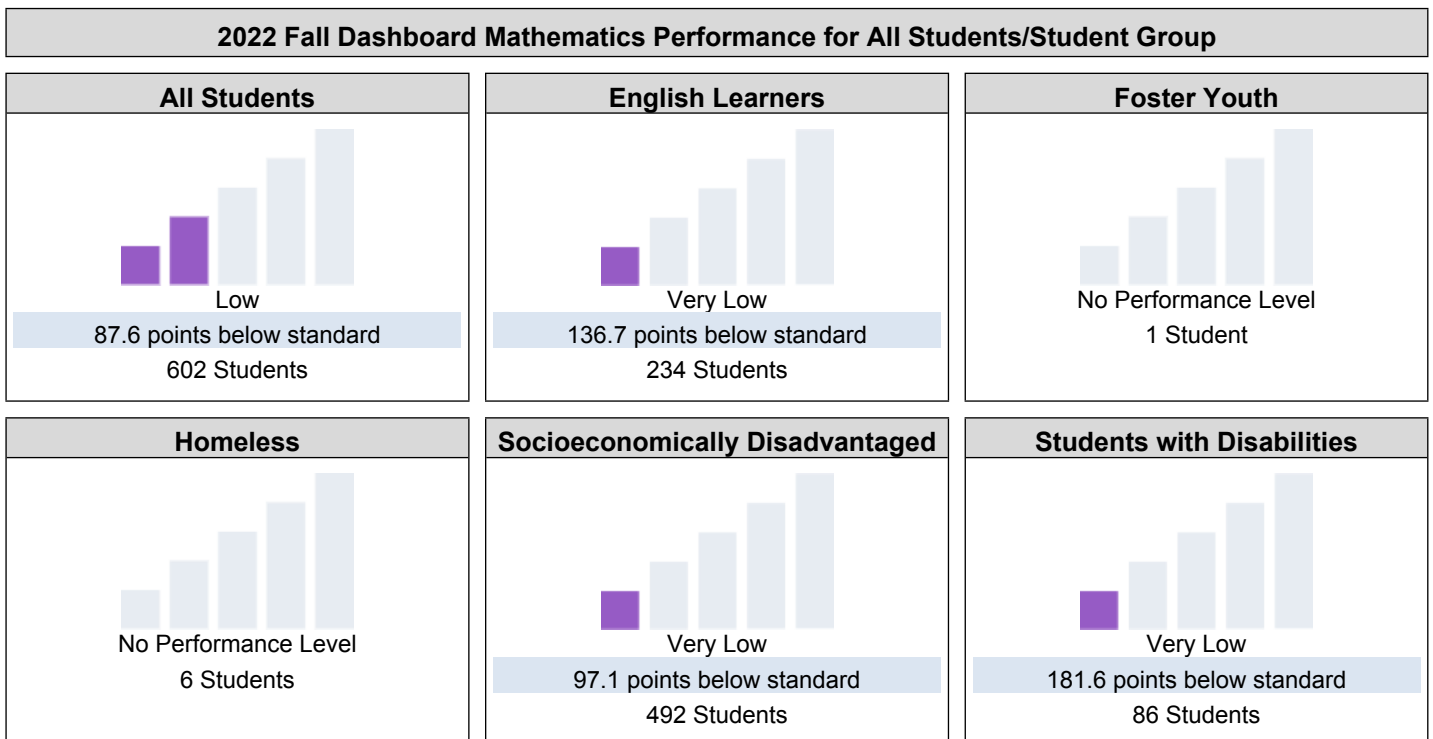 2022 Fall Dashboard Mathematics Performance for All Students/Student Group
All Students
Low
87.6 points below standard
602 Students
English Learners
Very Low
136.7 points below standard
234 Students
Foster Youth
No Performance Level
1 Student
Homeless
No Performance Level
6 Students
Socioeconomically Disadvantaged
Very Low
97.1 points below standard
492 Students
Students with Disabilities
Very Low
181.6 points below standard
86 Students